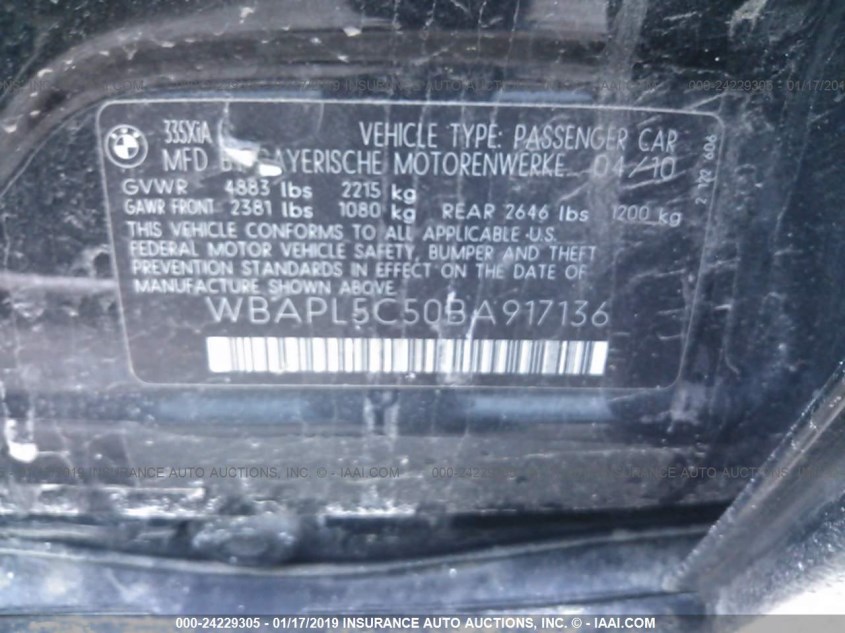 335XiA VEHICLE TYPE: PASSENGER CAR
MFD BAYERISCHE MOTORENWERKE 04/10
GVWR 4883 lbs 2215 kg
GAWR FRONT 2381 lbs 1080 kg REAR 2646 lbs 1200 kg
THIS VEHICLE CONFORMS TO ALL APPLICABLE U.S.
FEDERAL MOTOR VEHICLE SAFETY, BUMPER AND THEFT
PREVENTION STANDARDS IN EFFECT ON THE DATE OF
MANUFACTURE SHOWN ABOVE.
WBAPL5C50BA917136
000-24229305 - 01/17/2019 INSURANCE AUTO AUCTIONS, INC. © - IAAI.COM